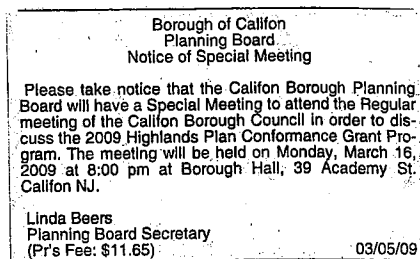 Borough of Califon
Planning Board
Notice of Special Meeting
Please take notice that the Califon Borough Planning
Board will have a Special Meeting to attend the Regular
meeting of the Califon Borough Council in order to dis-
cuss the 2009 Highlands Plan Conformance Grant Pro-
gram. The meeting will be held on Monday, March 16,
2009 at 8:00 pm at Borough Hall, 39 Academy St.
Califon NJ.
Linda Beers
Planning Board Secretary
(Pr's Fee: $11.65) 03/05/09